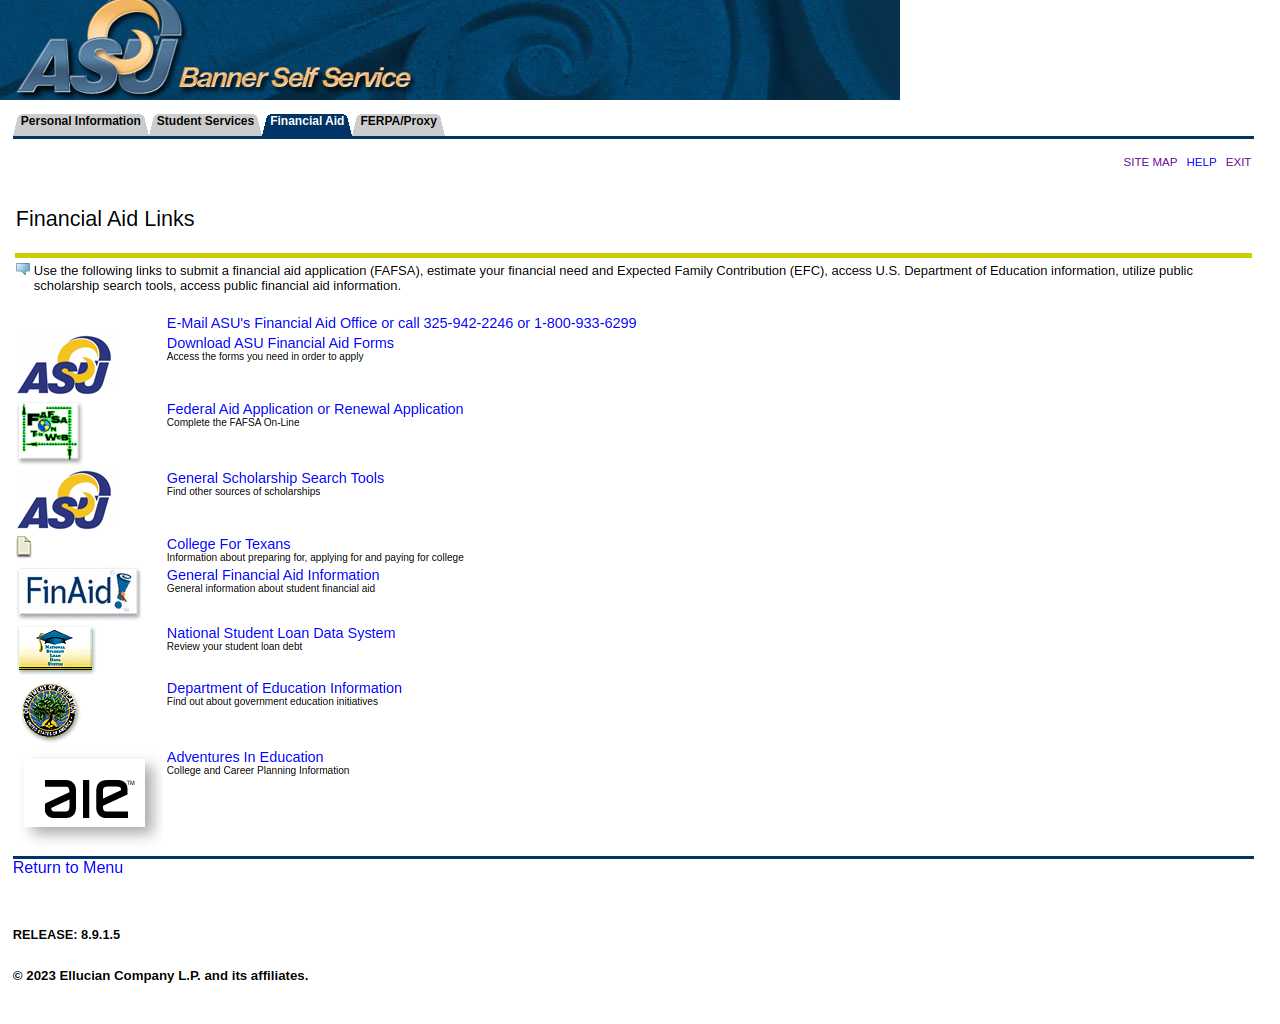 ASU Banner Self Service
Personal Information Student Services Financial Aid FERPA/Proxy
SITE MAP HELP EXIT
Financial Aid Links
Use the following links to submit a financial aid application (FAFSA), estimate your financial need and Expected Family Contribution (EFC), access U.S. Department of Education information, utilize public
scholarship search tools, access public financial aid information.
E-Mail ASU's Financial Aid Office or call 325-942-2246 or 1-800-933-6299
ASU
Download ASU Financial Aid Forms
Access the forms you need in order to apply
FAFSA
On
The Web
Federal Aid Application or Renewal Application
Complete the FAFSA On-Line
ASU
General Scholarship Search Tools
Find other sources of scholarships
College For Texans
Information about preparing for, applying for and paying for college
FinAid!
General Financial Aid Information
General information about student financial aid
National
Student
Loan
Data
System
National Student Loan Data System
Review your student loan debt
DEPARTMENT OF EDUCATION
UNITED STATES OF AMERICA
Department of Education Information
Find out about government education initiatives
aie TM
Adventures In Education
College and Career Planning Information
Return to Menu
RELEASE: 8.9.1.5
© 2023 Ellucian Company L.P. and its affiliates.